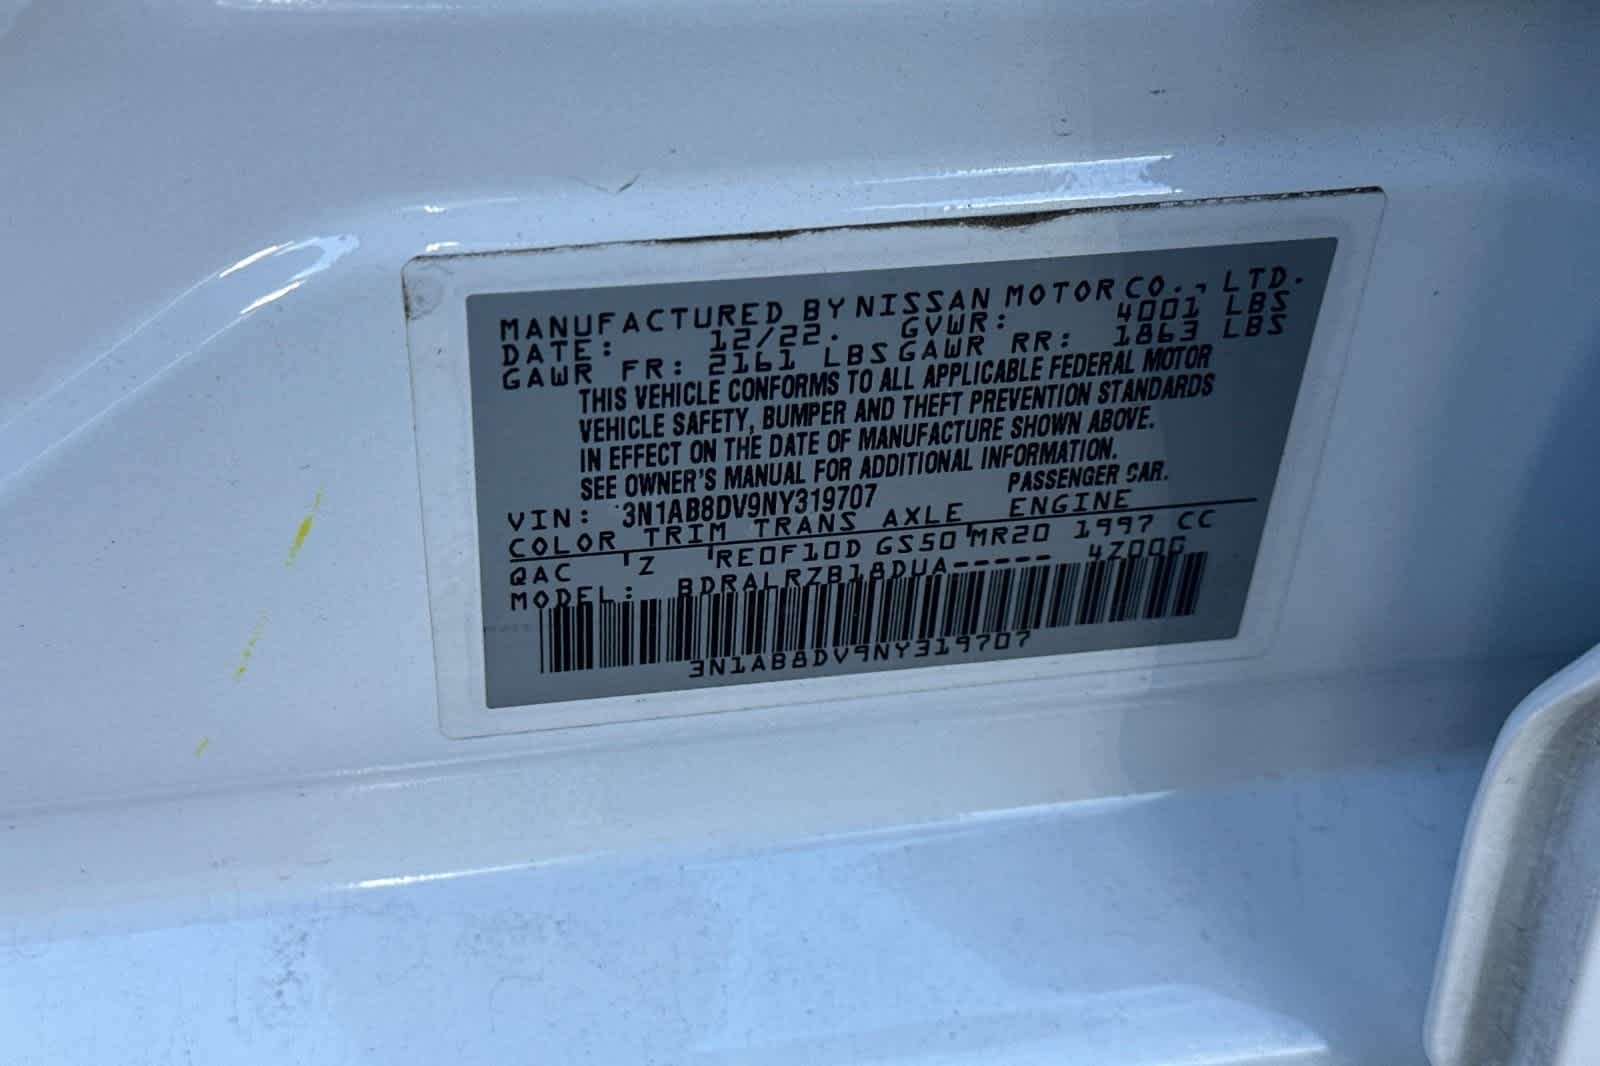 MANUFACTURED BY NISSAN MOTOR CO., LTD.
DATE: 12/22. GVWR: 4001 LBS
GAWR FR: 2161 LBS GAWR RR: 1863 LBS
THIS VEHICLE CONFORMS TO ALL APPLICABLE FEDERAL MOTOR
VEHICLE SAFETY, BUMPER AND THEFT PREVENTION STANDARDS
IN EFFECT ON THE DATE OF MANUFACTURE SHOWN ABOVE.
SEE OWNER'S MANUAL FOR ADDITIONAL INFORMATION.
VIN: 3N1AB8DV9NY319707 PASSENGER CAR.
COLOR TRIM TRANS AXLE ENGINE
QAC Z RE0F10D GS50 MR20 1997 CC
MODEL: BDRALRZB18DUA-----
3N1AB8DV9NY319707